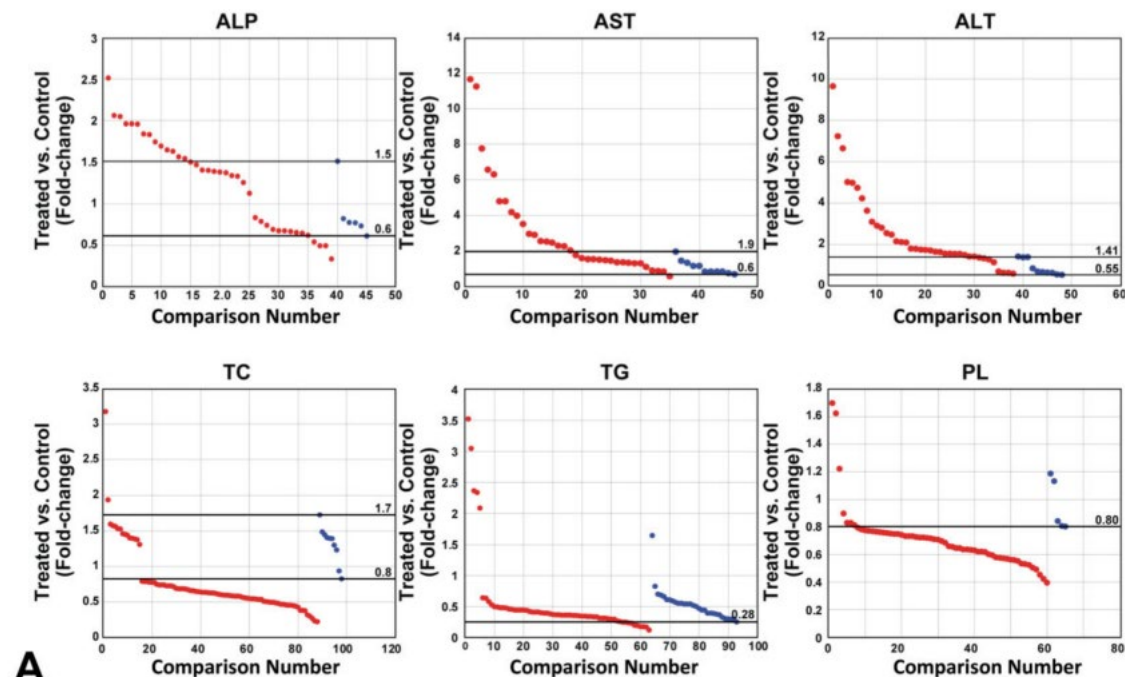 ALP
Treated vs. Control
(Fold-change)
3
2.5
2
1.5
1
0.5
0
1.5
0.6
0 5 10 15 20 25 30 35 40 45 50
Comparison Number
AST
Treated vs. Control
(Fold-change)
14
12
10
8
6
4
2
0
1.9
0.6
0 10 20 30 40 50
Comparison Number
ALT
Treated vs. Control
(Fold-change)
12
10
8
6
4
2
0
1.41
0.55
0 10 20 30 40 50 60
Comparison Number
TC
Treated vs. Control
(Fold-change)
3.5
3
2.5
2
1.5
1
0.5
0
1.7
0.8
0 20 40 60 80 100 120
Comparison Number
TG
Treated vs. Control
(Fold-change)
4
3.5
3
2.5
2
1.5
1
0.5
0
0.28
0 10 20 30 40 50 60 70 80 90 100
Comparison Number
PL
Treated vs. Control
(Fold-change)
1.8
1.6
1.4
1.2
1
0.8
0.6
0.4
0.2
0
0.80
0 20 40 60 80
Comparison Number
A